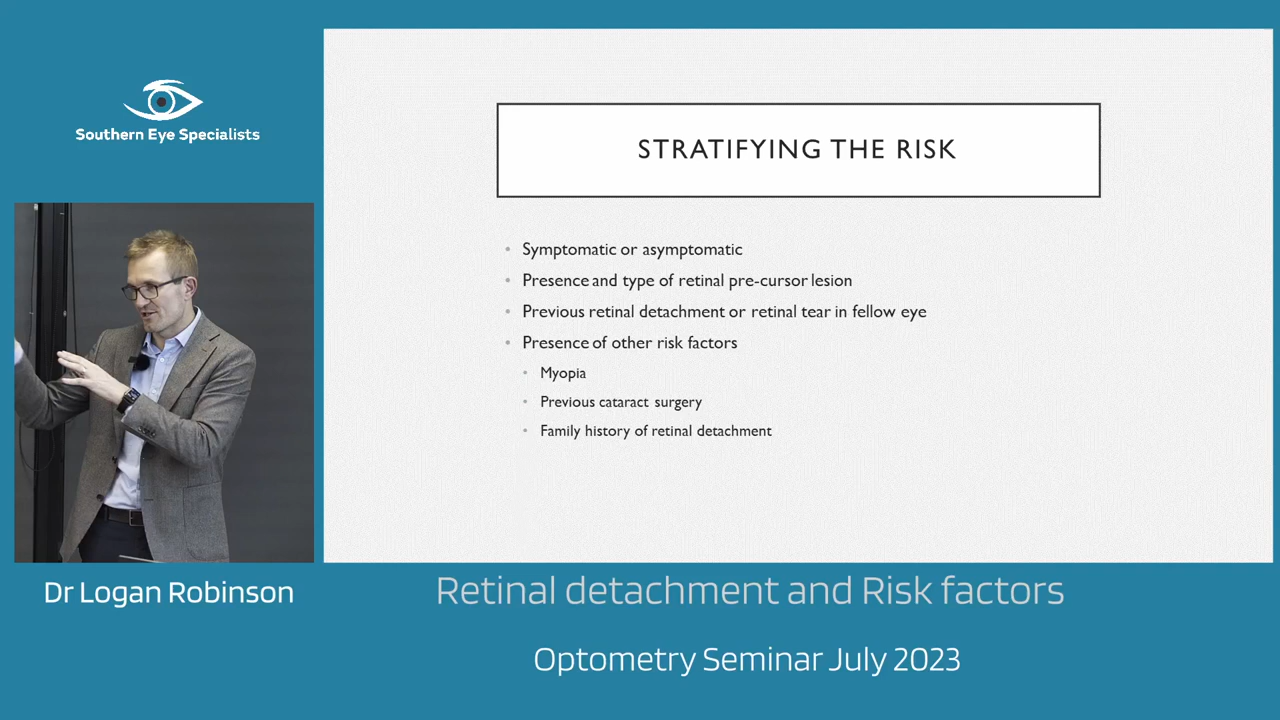 Southern Eye Specialists
STRATIFYING THE RISK
• Symptomatic or asymptomatic
• Presence and type of retinal pre-cursor lesion
• Previous retinal detachment or retinal tear in fellow eye
• Presence of other risk factors
• Myopia
• Previous cataract surgery
• Family history of retinal detachment
Dr Logan Robinson
Retinal detachment and Risk factors
Optometry Seminar July 2023